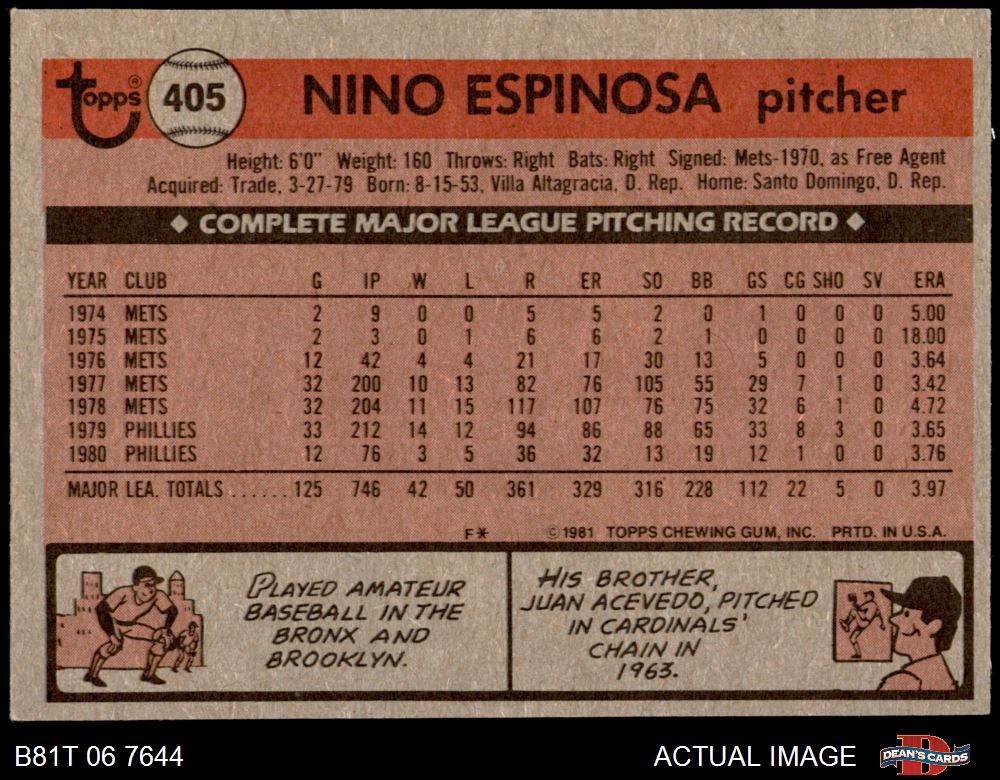 topps® 405 NINO ESPINOSA pitcher
Height: 6'0" Weight: 160 Throws: Right Bats: Right Signed: Mets-1970, as Free Agent
Acquired: Trade, 3-27-79 Born: 8-15-53, Villa Altagracia, D. Rep. Home: Santo Domingo, D. Rep.
◆ COMPLETE MAJOR LEAGUE PITCHING RECORD ◆
YEAR CLUB G IP W L R ER SO BB GS CG SHO SV ERA
1974 METS 2 9 0 0 5 5 2 0 1 0 0 0 5.00
1975 METS 2 3 0 1 6 6 2 1 0 0 0 0 18.00
1976 METS 12 42 4 4 21 17 30 13 5 0 0 0 3.64
1977 METS 32 200 10 13 82 76 105 55 29 7 1 0 3.42
1978 METS 32 204 11 15 117 107 76 75 32 6 1 0 4.72
1979 PHILLIES 33 212 14 12 94 86 88 65 33 8 3 0 3.65
1980 PHILLIES 12 76 3 5 36 32 13 19 12 1 0 0 3.76
MAJOR LEA. TOTALS ......125 746 42 50 361 329 316 228 112 22 5 0 3.97
F* © 1981 TOPPS CHEWING GUM, INC. PRTD. IN U.S.A.
PLAYED AMATEUR
BASEBALL IN THE
BRONX AND
BROOKLYN.
HIS BROTHER,
JUAN ACEVEDO, PITCHED
IN CARDINALS'
CHAIN IN
1963.
B81T 06 7644 ACTUAL IMAGE DEAN'S CARDS